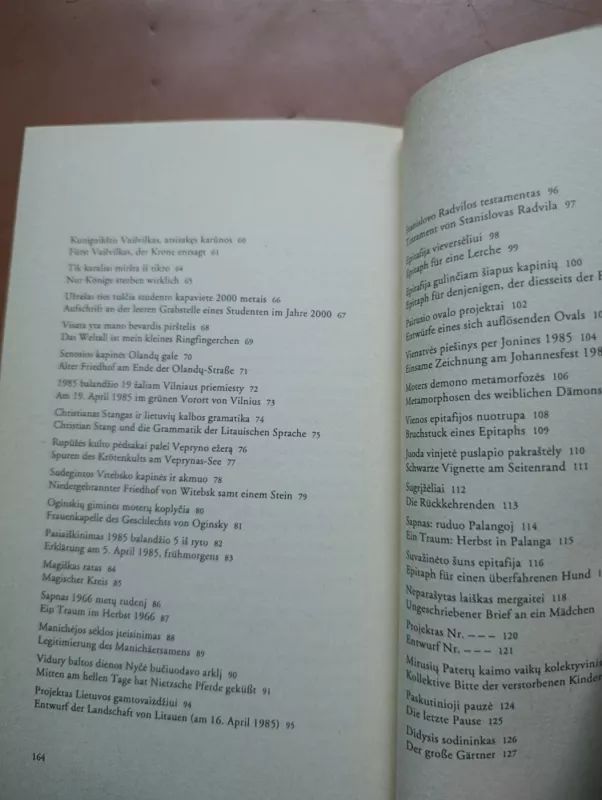 Kunigaikštis Vaišvilkas, atsisakęs karūnos 60
Fürst Vaišvilkas, der Krone entsagt 61
Tik karaliai miršta iš tikro 64
Nur Könige sterben wirklich 65
Užrašas ties tuščia studento kapaviete 2000 metais 66
Aufschrift an der leeren Grabstelle eines Studenten im Jahre 2000 67
Visata yra mano bevardis pirštelis 68
Das Weltall ist mein kleines Ringfingerchen 69
Senosios kapinės Olandų gale 70
Alter Friedhof am Ende der Olandų-Straße 71
1985 balandžio 19 žaliam Vilniaus priemiesty 72
Am 19. April 1985 im grünen Vorort von Vilnius 73
Christianas Stangas ir lietuvių kalbos gramatika 74
Christian Stang und die Grammatik der Litauischen Sprache 75
Rupūžės kulto pėdsakai palei Vepryno ežerą 76
Spuren des Krötenkults am Veprynas-See 77
Sudegintos Vitebsko kapinės ir akmuo 78
Niedergebrannter Friedhof von Witebsk samt einem Stein 79
Oginskių giminės moterų koplyčia 80
Frauenkapelle des Geschlechts von Oginsky 81
Pasiaiškinimas 1985 balandžio 5 iš ryto 82
Erklärung am 5. April 1985, frühmorgens 83
Magiškas ratas 84
Magischer Kreis 85
Sapnas 1966 metų rudenį 86
Ein Traum im Herbst 1966 87
Manichėjos sėklos įteisinimas 88
Legitimierung des Manichäersamens 89
Vidury baltos dienos Nyčė bučiuodavo arklį 90
Mitten am hellen Tage hat Nietzsche Pferde geküßt 91
Projektas Lietuvos gamtovaizdžiui 94
Entwurf der Landschaft von Litauen (am 16. April 1985) 95
164
Stanislovo Radvilos testamentas 96
Testament von Stanislovas Radvila 97
Epitafija vieversėliui 98
Epitaph für eine Lerche 99
Epitafija gulinčiam šiapus kapinių 100
Epitaph für denjenigen, der diesseits der
Pairusio ovalo projektai 102
Entwürfe eines sich auflösenden Ovals
Vienatvės piešinys per Jonines 1985
Einsame Zeichnung am Johannesfest 198
Moters demono metamorfozės 106
Metamorphosen des weiblichen Dämons
Vienos epitafijos nuotrupa 108
Bruchstuck eines Epitaphs 109
Juoda vinjetė puslapio pakraštėly 110
Schwarze Vignette am Seitenrand 111
Sugrįžėliai 112
Die Rückkehrenden 113
Sapnas: ruduo Palangoj 114
Ein Traum: Herbst in Palanga 115
Suvažinėto šuns epitafija 116
Epitaph für einen überfahrenen Hund
Neparašytas laiškas mergaitei 118
Ungeschriebener Brief an ein Mädchen
Projektas Nr. – – – 120
Entwurf Nr. – – – 121
Mirusių Paterų kaimo vaikų kolektyvinis
Kollektive Bitte der verstorbenen Kinder
Paskutinioji pauzė 124
Die letzte Pause 125
Didysis sodininkas 126
Der große Gärtner 127